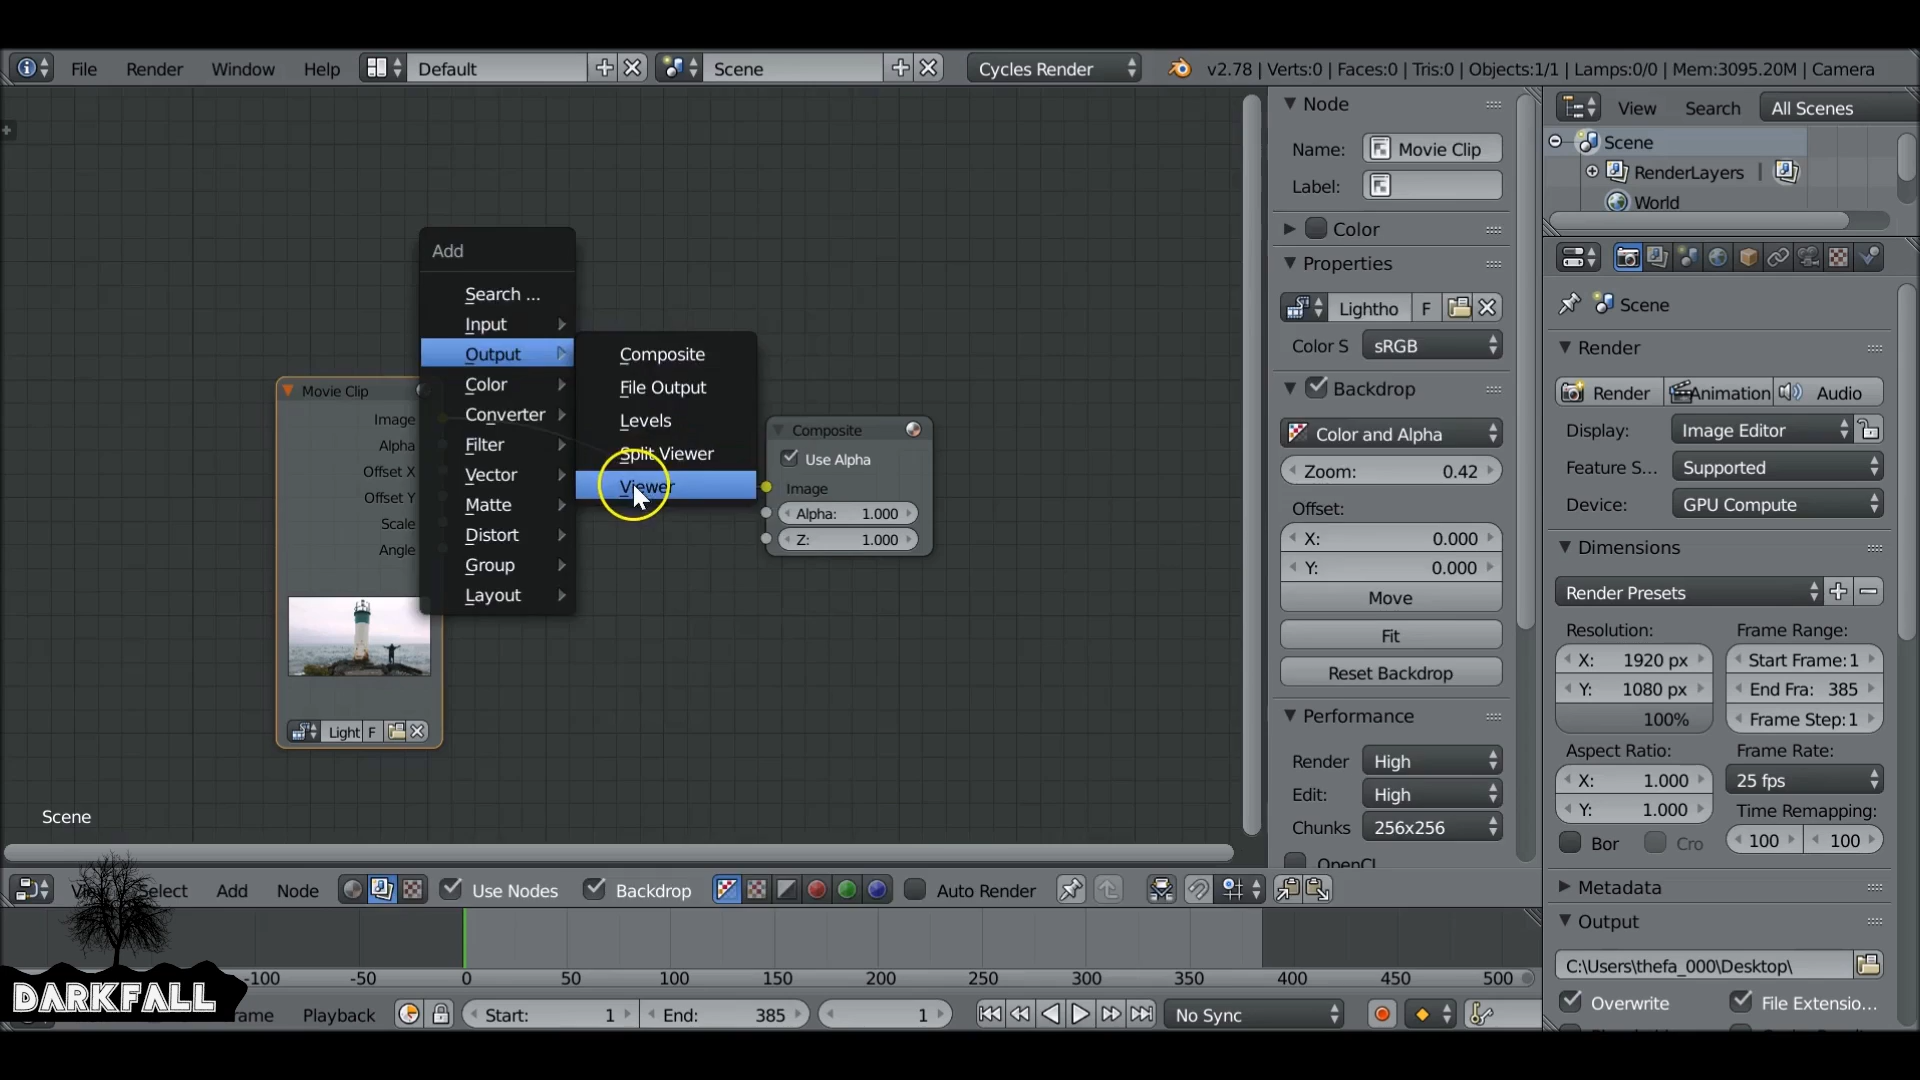 File Render Window Help Default Scene Cycles Render v2.78 | Verts:0 | Faces:0 | Tris:0 | Objects:1/1 | Lamps:0/0 | Mem:3095.20M | Camera
View Search All Scenes
Scene
RenderLayers
World
Add
Search ...
Input
Output
Color
Converter
Filter
Vector
Matte
Distort
Group
Layout
Composite
File Output
Levels
Split Viewer
Viewer
Movie Clip
Image
Alpha
Offset X
Offset Y
Scale
Angle
Light F
Composite
Use Alpha
Image
Alpha: 1.000
Z: 1.000
Scene
Node
Name: Movie Clip
Label:
Color
Properties
Lightho F
Color S sRGB
Backdrop
Color and Alpha
Zoom: 0.42
Offset:
X: 0.000
Y: 0.000
Move
Fit
Reset Backdrop
Performance
Render High
Edit: High
Chunks 256x256
OpenCL
Scene
Render
Render Animation Audio
Display: Image Editor
Feature S... Supported
Device: GPU Compute
Dimensions
Render Presets
Resolution: Frame Range:
X: 1920 px Start Frame:1
Y: 1080 px End Fra: 385
100% Frame Step:1
Aspect Ratio: Frame Rate:
X: 1.000 25 fps
Y: 1.000 Time Remapping:
Bor Cro 100 100
Metadata
Output
C:\Users\thefa_000\Desktop\
Overwrite File Extensio...
Select Add Node Use Nodes Backdrop Auto Render
-100 -50 0 50 100 150 200 250 300 350 400 450 500
DARKFALL
rame Playback Start: 1 End: 385 1 No Sync